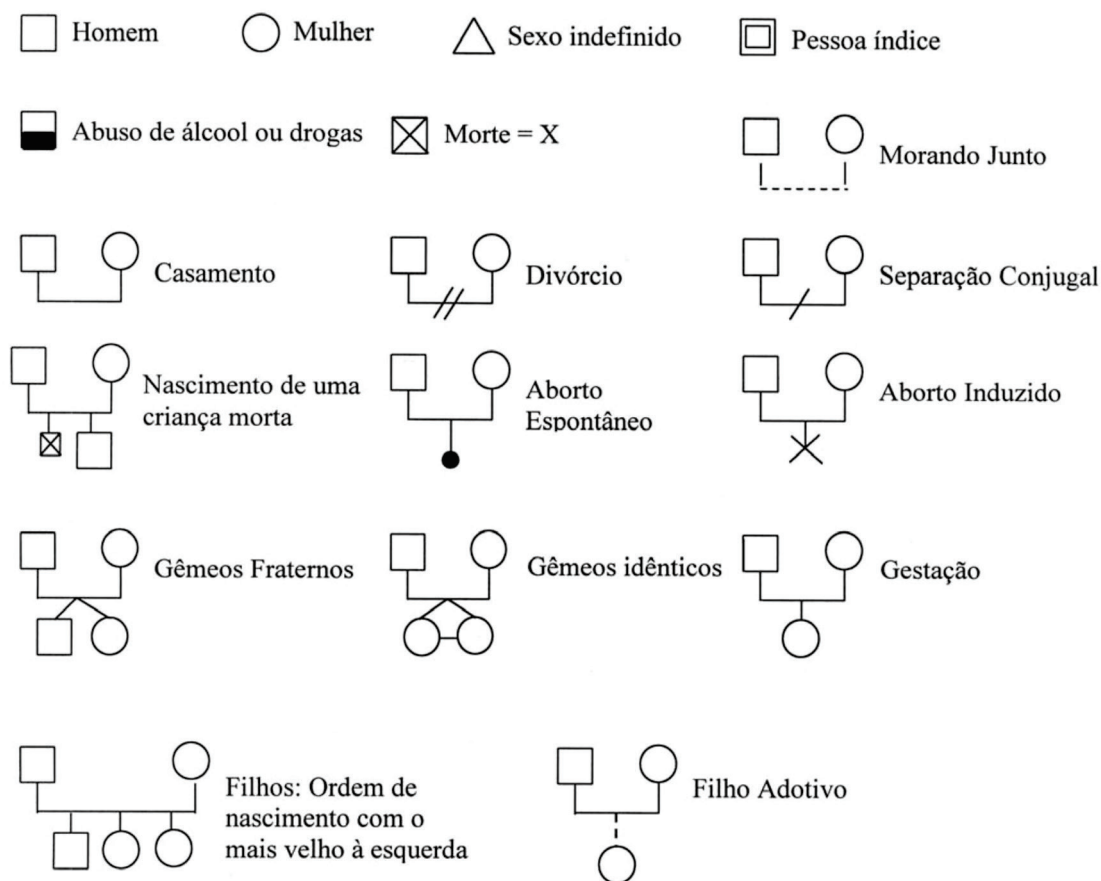 Homem
Mulher
Sexo indefinido
Pessoa índice
Abuso de álcool ou drogas
Morte = X
Morando Junto
Casamento
Divórcio
Separação Conjugal
Nascimento de uma
criança morta
Aborto
Espontâneo
Aborto Induzido
Gêmeos Fraternos
Gêmeos idênticos
Gestação
Filhos: Ordem de
nascimento com o
mais velho à esquerda
Filho Adotivo